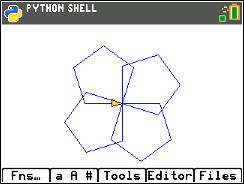 PYTHON SHELL
Fns… a A # Tools Editor Files